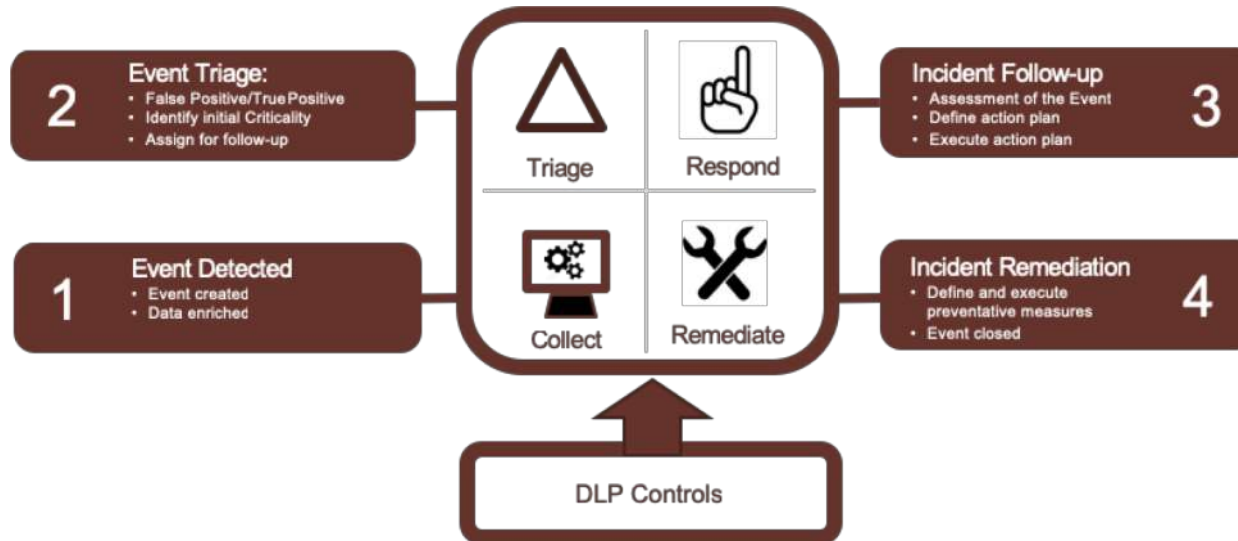 2
Event Triage:
• False Positive/True Positive
• Identify initial Criticality
• Assign for follow-up
1
Event Detected
• Event created
• Data enriched
Triage
Respond
Collect
Remediate
Incident Follow-up
• Assessment of the Event
• Define action plan
• Execute action plan
3
Incident Remediation
• Define and execute
preventative measures
• Event closed
4
DLP Controls